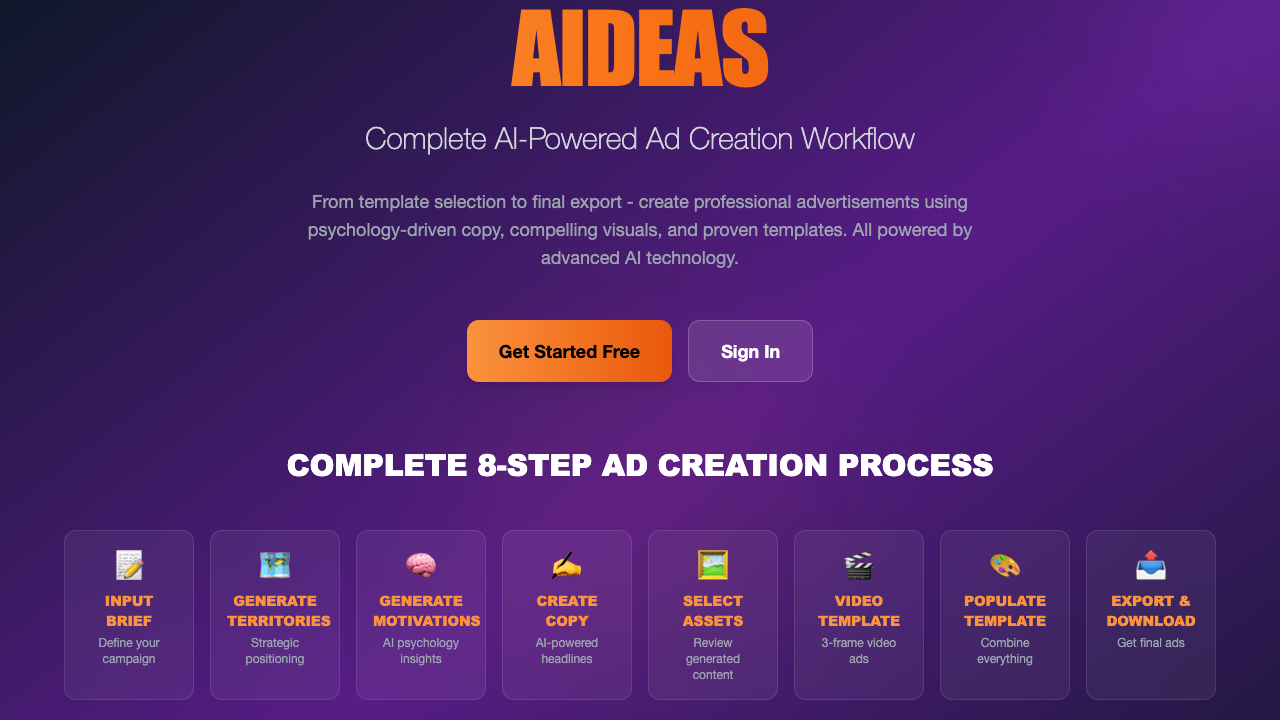 AIDEAS
Complete AI-Powered Ad Creation Workflow
From template selection to final export - create professional advertisements using
psychology-driven copy, compelling visuals, and proven templates. All powered by
advanced AI technology.
Get Started Free
Sign In
COMPLETE 8-STEP AD CREATION PROCESS
INPUT
BRIEF
Define your
campaign
GENERATE
TERRITORIES
Strategic
positioning
GENERATE
MOTIVATIONS
AI psychology
insights
CREATE
COPY
AI-powered
headlines
SELECT
ASSETS
Review
generated
content
VIDEO
TEMPLATE
3-frame video
ads
POPULATE
TEMPLATE
Combine
everything
EXPORT &
DOWNLOAD
Get final ads